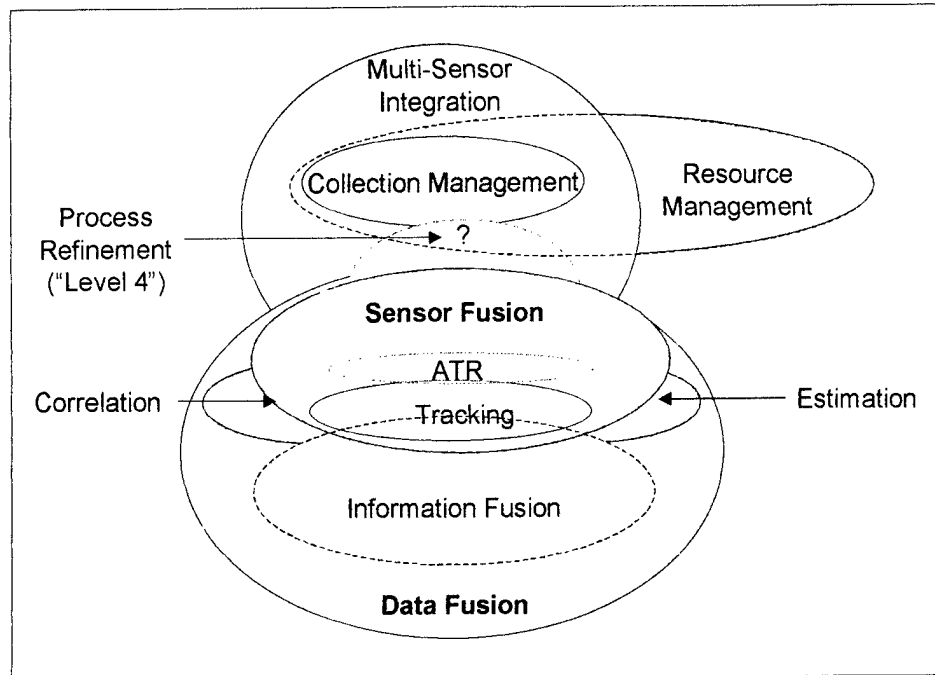 Multi-Sensor
Integration
Collection Management
Resource
Management
Process
Refinement
("Level 4")
?
Sensor Fusion
ATR
Tracking
Correlation
Estimation
Information Fusion
Data Fusion